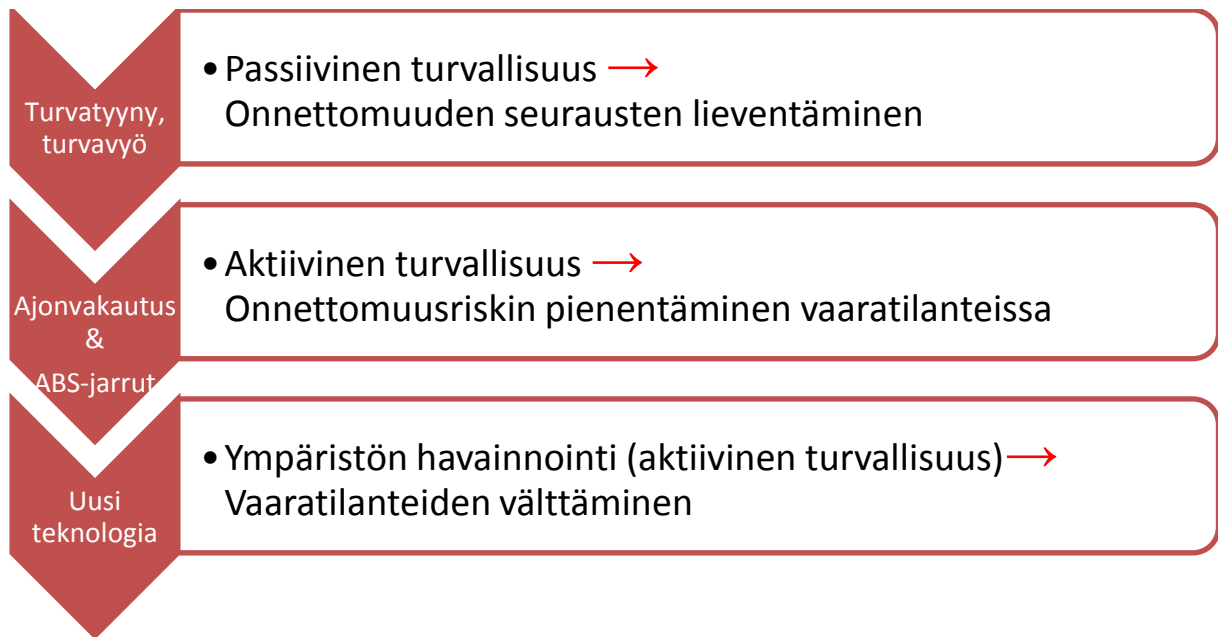 Turvatyyny,
turvavyö
• Passiivinen turvallisuus →
Onnettomuuden seurausten lieventäminen
Ajonvakautus
&
ABS-jarrut
• Aktiivinen turvallisuus →
Onnettomuusriskin pienentäminen vaaratilanteissa
Uusi
teknologia
• Ympäristön havainnointi (aktiivinen turvallisuus)→
Vaaratilanteiden välttäminen